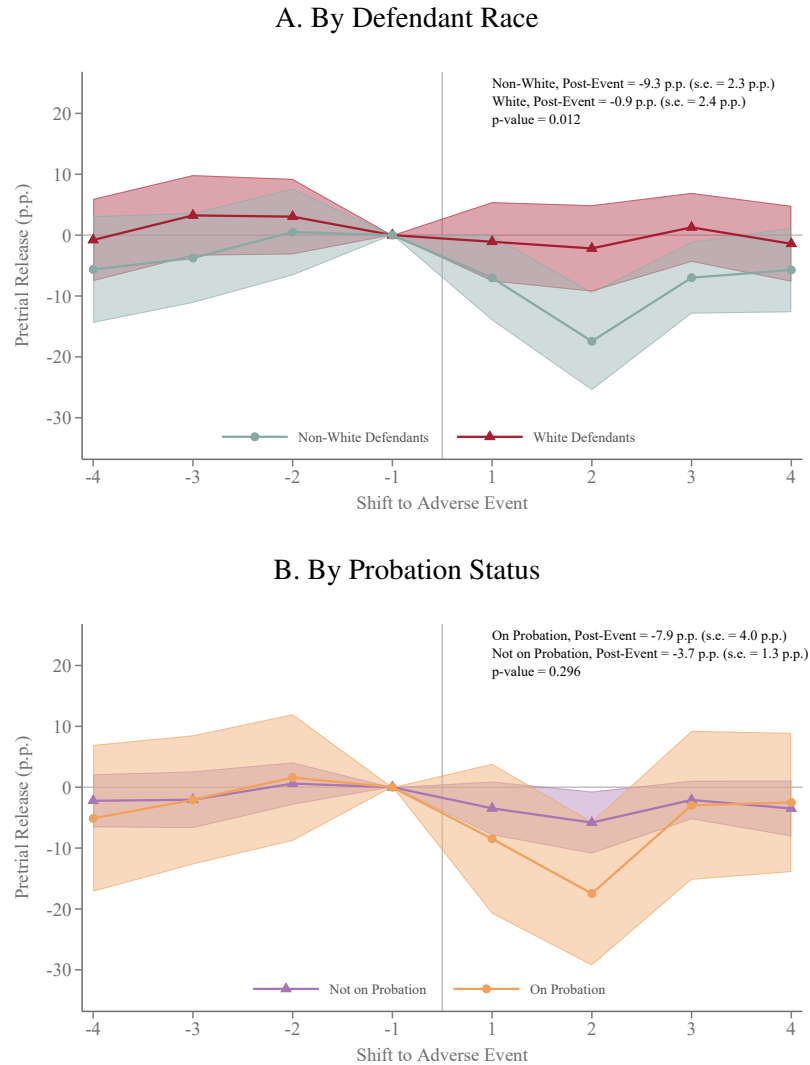 A. By Defendant Race
Non-White, Post-Event = -9.3 p.p. (s.e. = 2.3 p.p.)
White, Post-Event = -0.9 p.p. (s.e. = 2.4 p.p.)
p-value = 0.012
Pretrial Release (p.p.)
20
10
0
-10
-20
-30
Non-White Defendants
White Defendants
-4 -3 -2 -1 1 2 3 4
Shift to Adverse Event
B. By Probation Status
On Probation, Post-Event = -7.9 p.p. (s.e. = 4.0 p.p.)
Not on Probation, Post-Event = -3.7 p.p. (s.e. = 1.3 p.p.)
p-value = 0.296
Pretrial Release (p.p.)
20
10
0
-10
-20
-30
Not on Probation
On Probation
-4 -3 -2 -1 1 2 3 4
Shift to Adverse Event